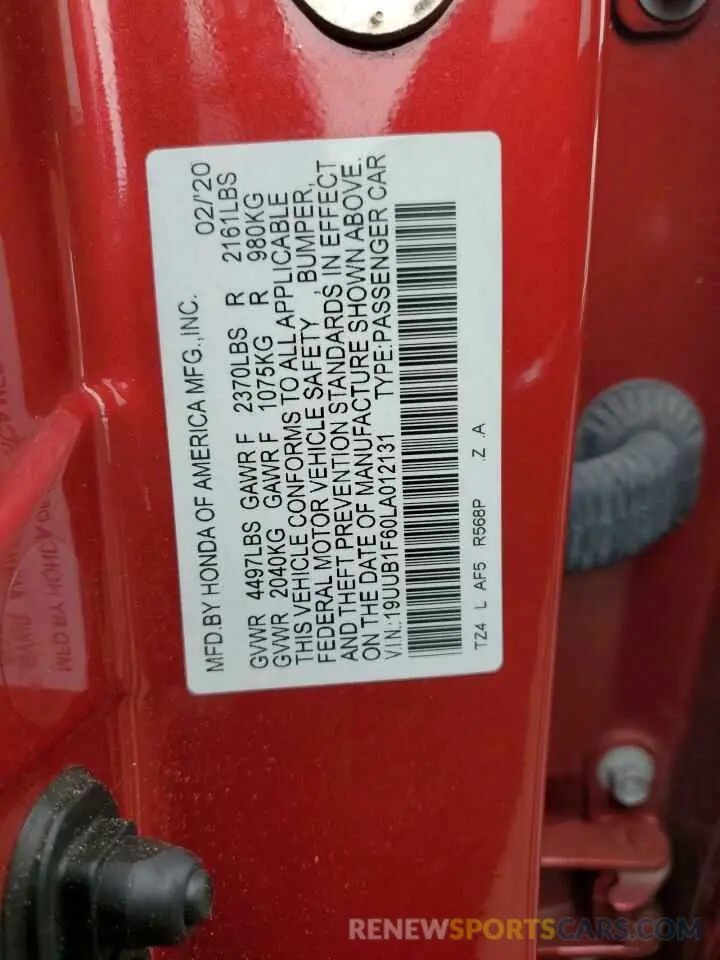 MFD.BY HONDA OF AMERICA MFG.,INC. 02/'20
GVWR 4497LBS GAWR F 2370LBS R 2161LBS
GVWR 2040KG GAWR F 1075KG R 980KG
THIS VEHICLE CONFORMS TO ALL APPLICABLE
FEDERAL MOTOR VEHICLE SAFETY, BUMPER,
AND THEFT PREVENTION STANDARDS IN EFFECT
ON THE DATE OF MANUFACTURE SHOWN ABOVE.
V.I.N.:19UUB1F60LA012131 TYPE:PASSENGER CAR
TZ4 L AF5 R568P .Z .A
RENEWSPORTSCARS.COM